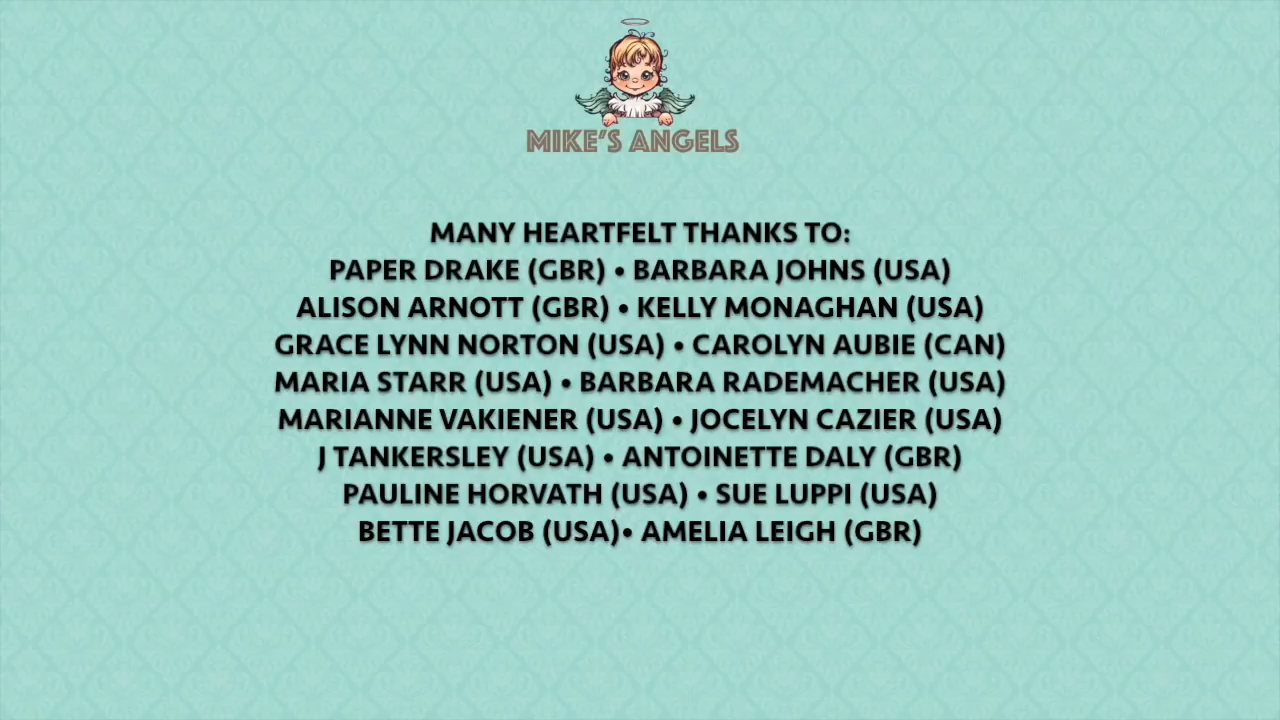 MIKE'S ANGELS
MANY HEARTFELT THANKS TO:
PAPER DRAKE (GBR) • BARBARA JOHNS (USA)
ALISON ARNOTT (GBR) • KELLY MONAGHAN (USA)
GRACE LYNN NORTON (USA) • CAROLYN AUBIE (CAN)
MARIA STARR (USA) • BARBARA RADEMACHER (USA)
MARIANNE VAKIENER (USA) • JOCELYN CAZIER (USA)
J TANKERSLEY (USA) • ANTOINETTE DALY (GBR)
PAULINE HORVATH (USA) • SUE LUPPI (USA)
BETTE JACOB (USA)• AMELIA LEIGH (GBR)